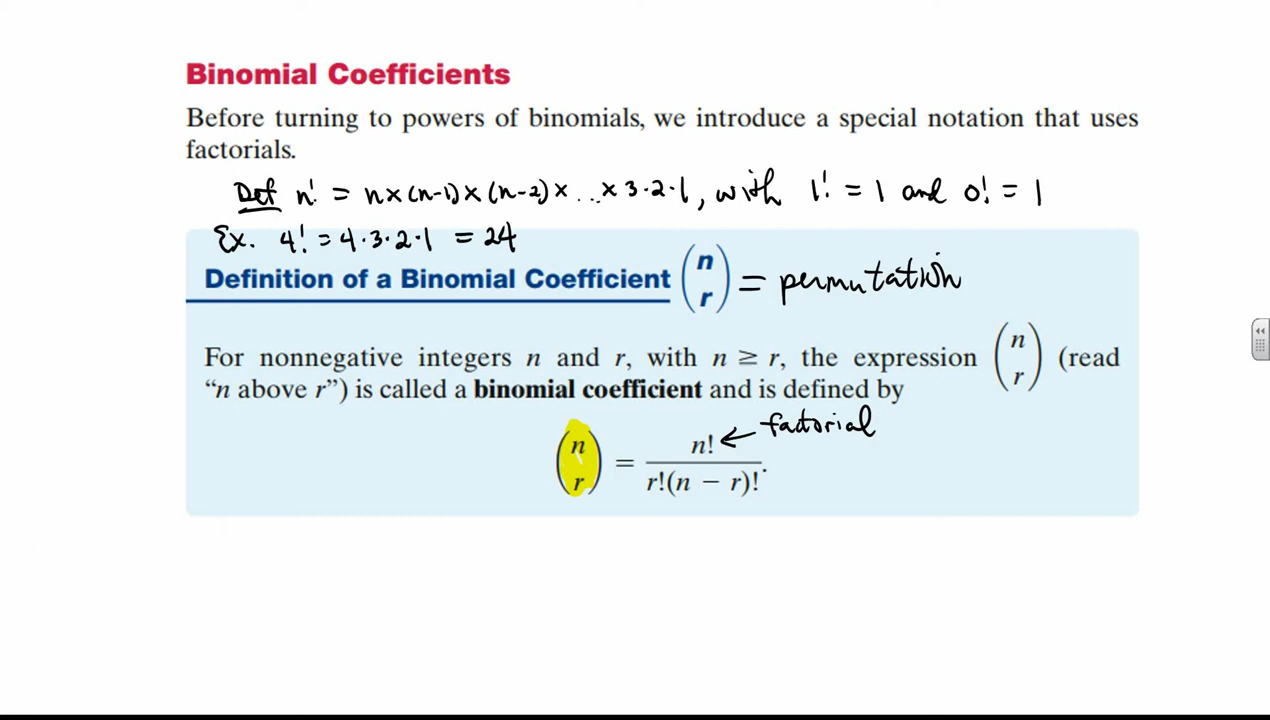 Binomial Coefficients
Before turning to powers of binomials, we introduce a special notation that uses
factorials.
Def n! = n×(n-1)×(n-2)×...×3·2·1, with 1! = 1 and 0! = 1
Ex. 4! = 4·3·2·1 = 24
Definition of a Binomial Coefficient (n r) = permutation
For nonnegative integers n and r, with n ≥ r, the expression (n r) (read
“n above r”) is called a binomial coefficient and is defined by
factorial
(n r) = n! / r!(n − r)!.